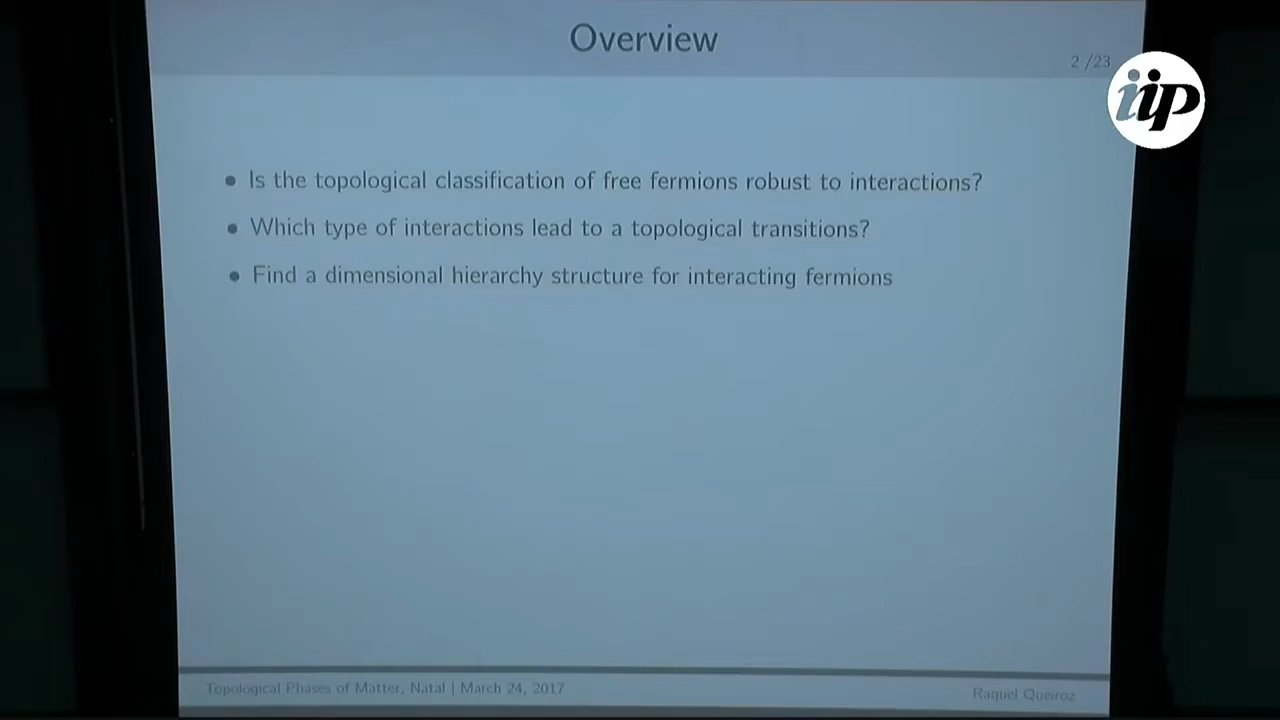 Overview
2 /23
iip
• Is the topological classification of free fermions robust to interactions?
• Which type of interactions lead to a topological transitions?
• Find a dimensional hierarchy structure for interacting fermions
Topological Phases of Matter, Natal | March 24, 2017
Raquel Queiroz